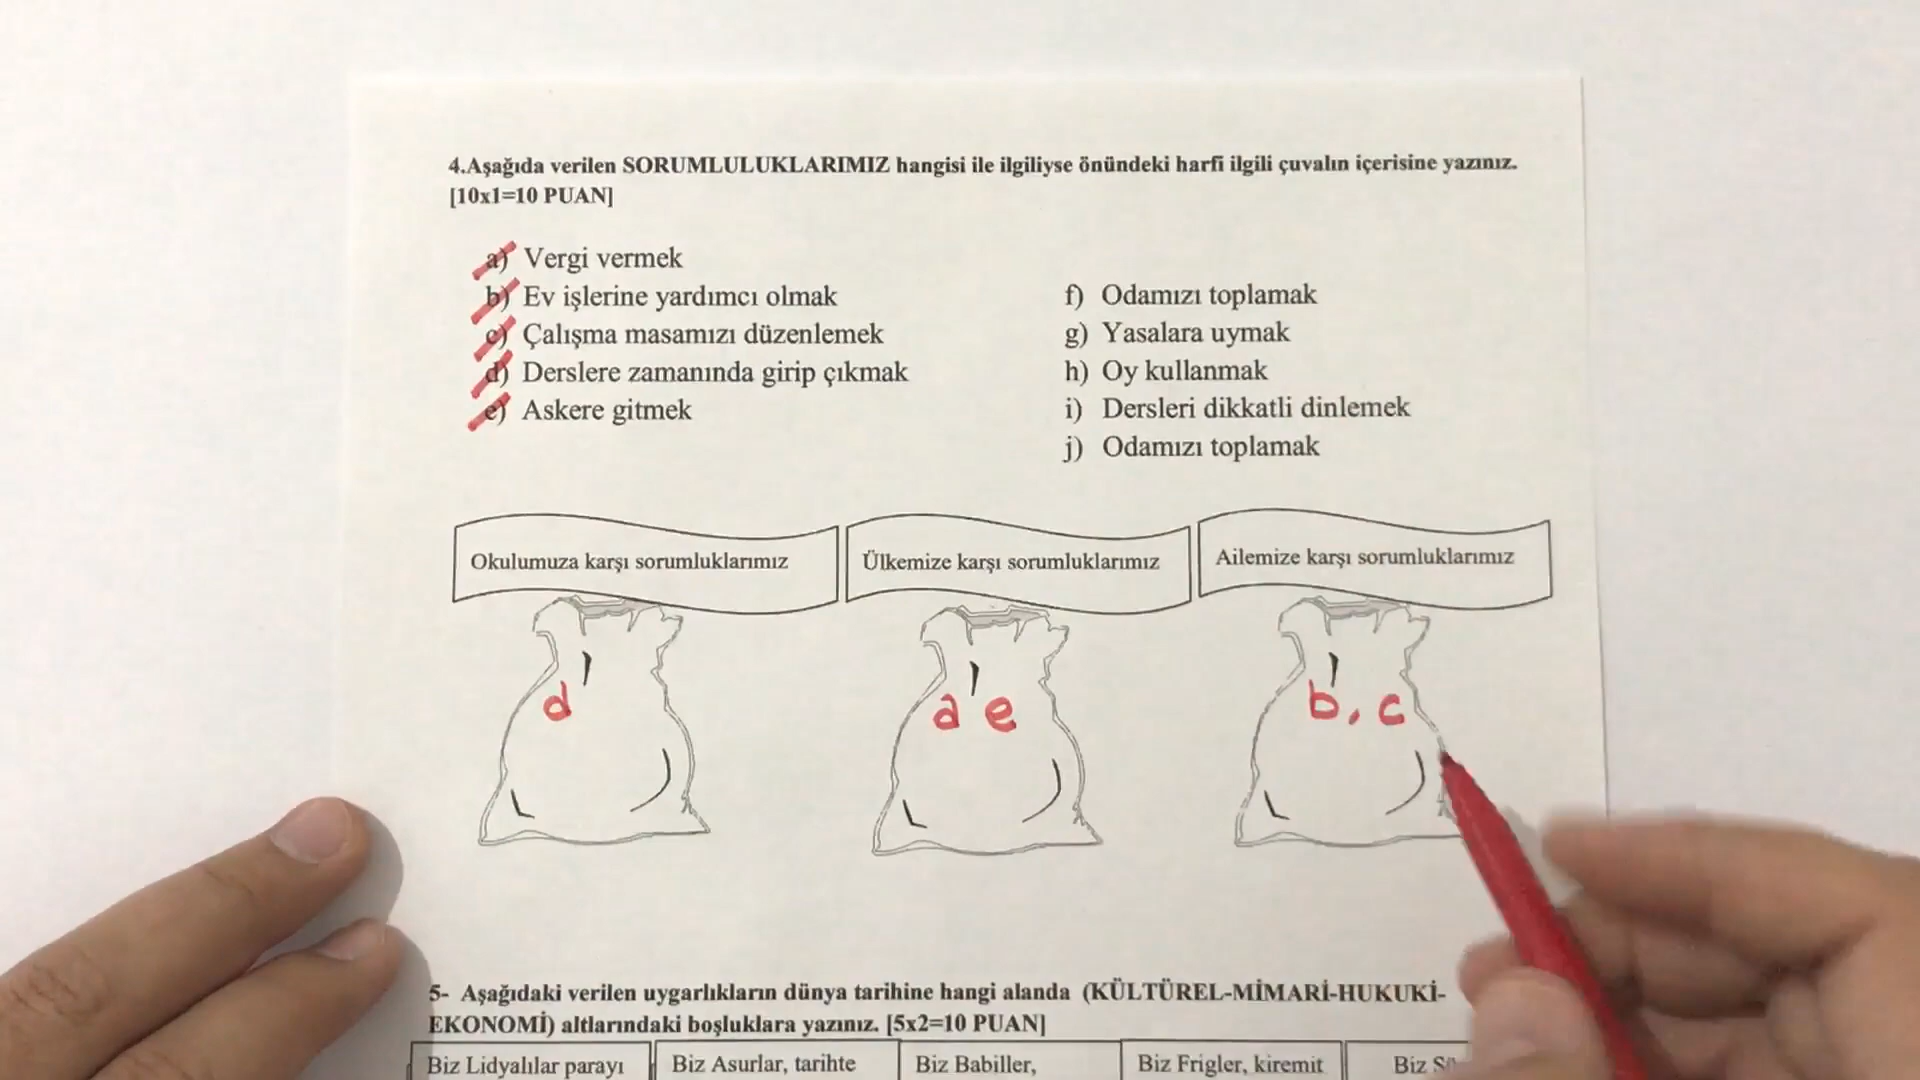 4.Aşağıda verilen SORUMLULUKLARIMIZ hangisi ile ilgiliyse önündeki harfi ilgili çuvalın içerisine yazınız.
[10x1=10 PUAN]
a) Vergi vermek
b) Ev işlerine yardımcı olmak
c) Çalışma masamızı düzenlemek
d) Derslere zamanında girip çıkmak
e) Askere gitmek
f) Odamızı toplamak
g) Yasalara uymak
h) Oy kullanmak
i) Dersleri dikkatli dinlemek
j) Odamızı toplamak
Okulumuza karşı sorumluklarımız
Ülkemize karşı sorumluklarımız
Ailemize karşı sorumluklarımız
d
a e
b, c
5- Aşağıdaki verilen uygarlıkların dünya tarihine hangi alanda (KÜLTÜREL-MİMARİ-HUKUKİ-
EKONOMİ) altlarındaki boşluklara yazınız. [5x2=10 PUAN]
Biz Lidyalılar parayı
Biz Asurlar, tarihte
Biz Babiller,
Biz Frigler, kiremit
Biz